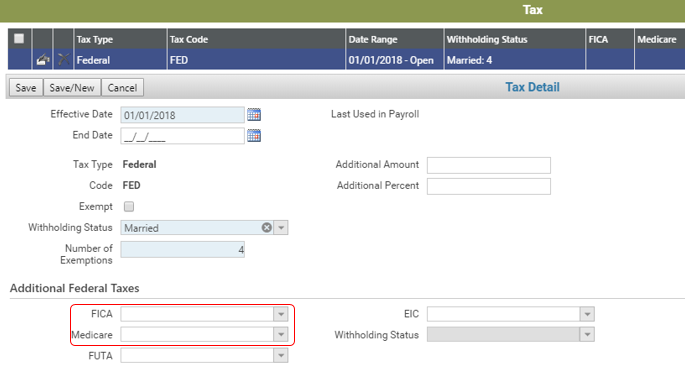 Tax
Tax Type Tax Code Date Range Withholding Status FICA Medicare
Federal FED 01/01/2018 - Open Married: 4
Save Save/New Cancel Tax Detail
Effective Date 01/01/2018 Last Used in Payroll
End Date __/__/____
Tax Type Federal Additional Amount
Code FED Additional Percent
Exempt
Withholding Status Married
Number of Exemptions 4
Additional Federal Taxes
FICA EIC
Medicare Withholding Status
FUTA